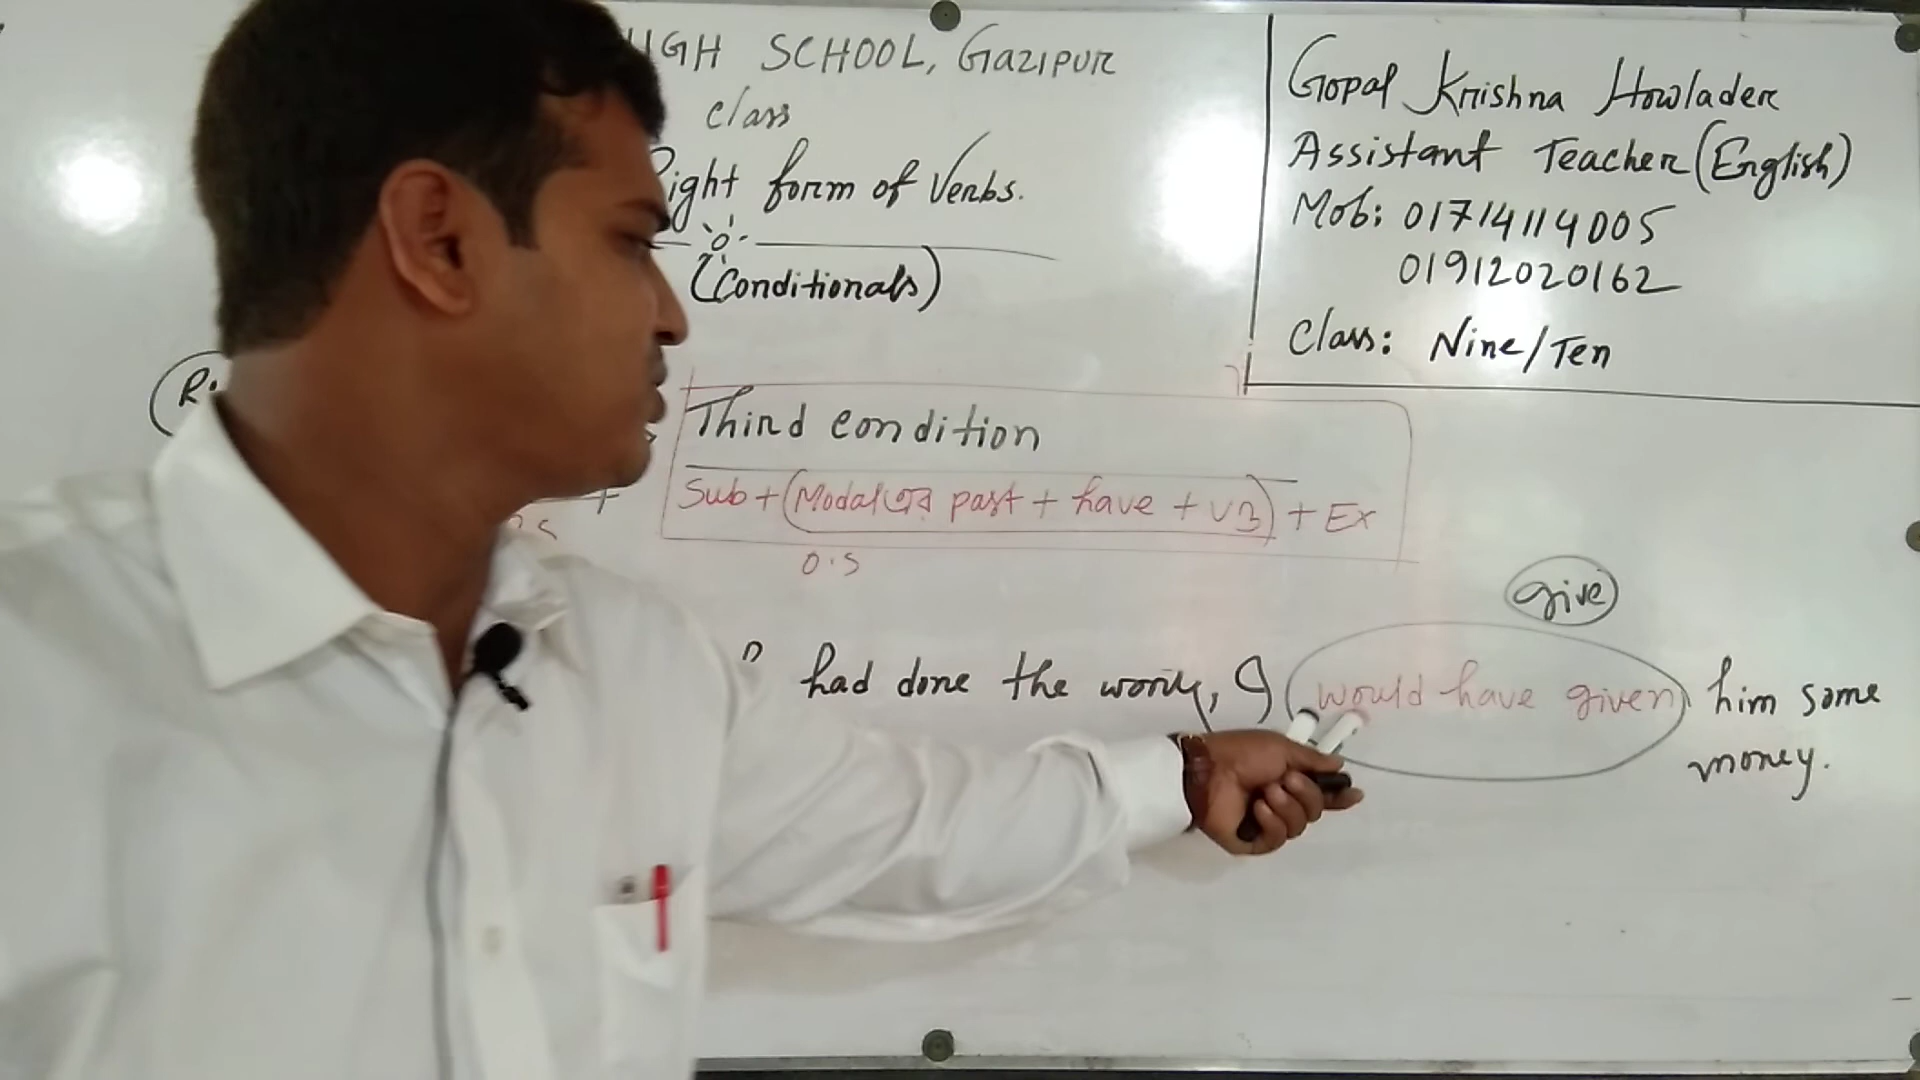 HIGH SCHOOL, GAZIPUR
Class
Right form of Verbs.
(Conditionals)
Gopal Krishna Howlader
Assistant Teacher (English)
Mob: 01714114005
01912020162
Class: Nine/Ten
Third condition
Sub + (Modal এর past + have + V3) + Ex
O.S
give
had done the work, I would have given him some
money.